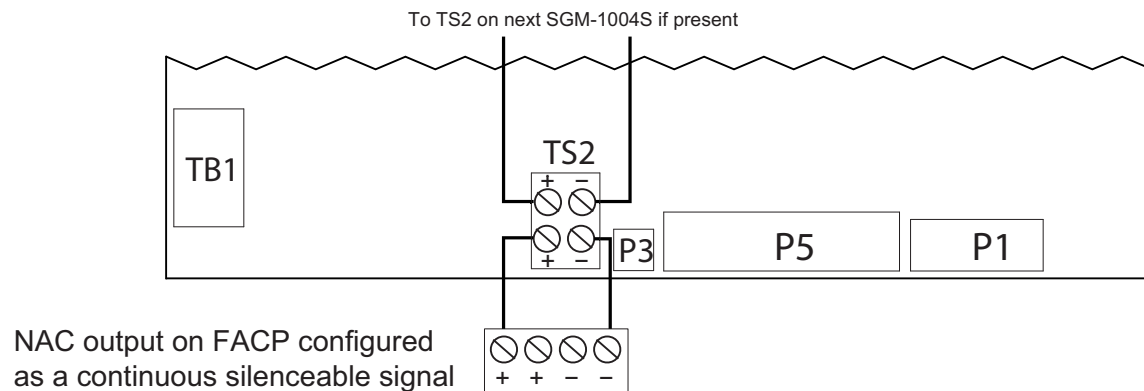 To TS2 on next SGM-1004S if present
TB1
TS2
+ −
+ −
P3
P5
P1
NAC output on FACP configured
as a continuous silenceable signal
+ + − −